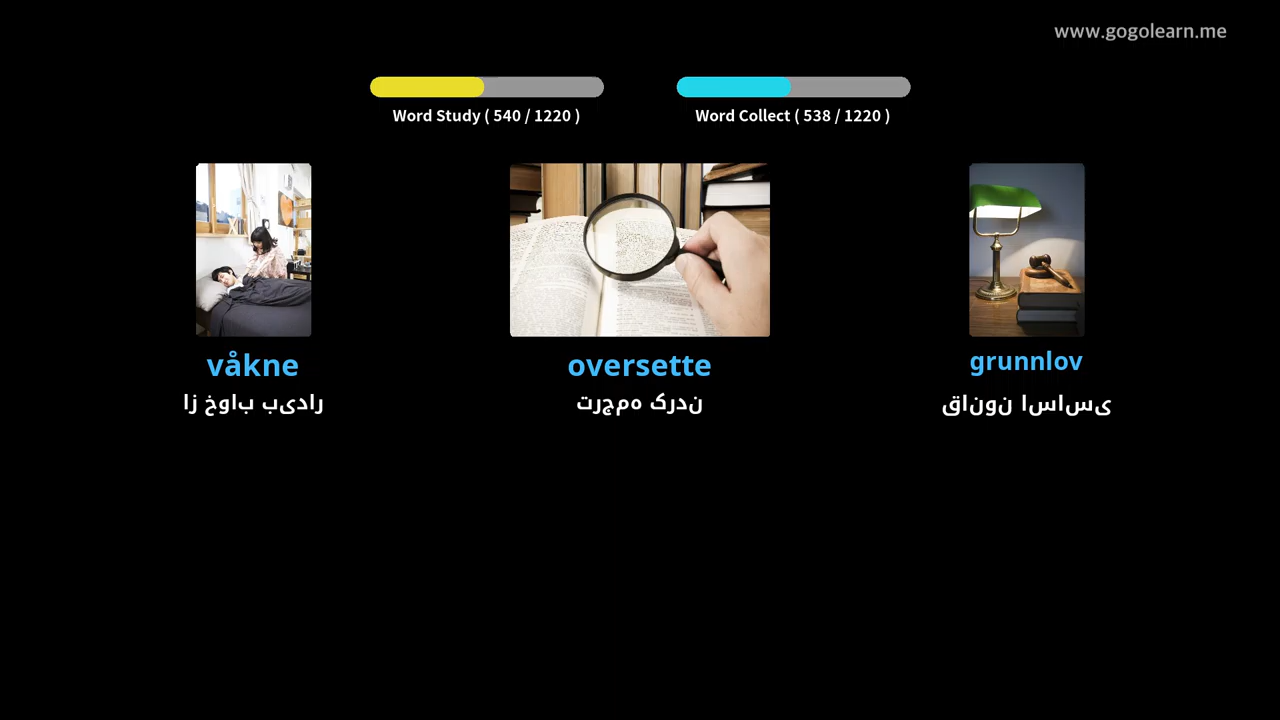 www.gogolearn.me
Word Study ( 540 / 1220 )
Word Collect ( 538 / 1220 )
våkne
oversette
grunnlov
از خواب بیدار
ترجمه کردن
قانون اساسی